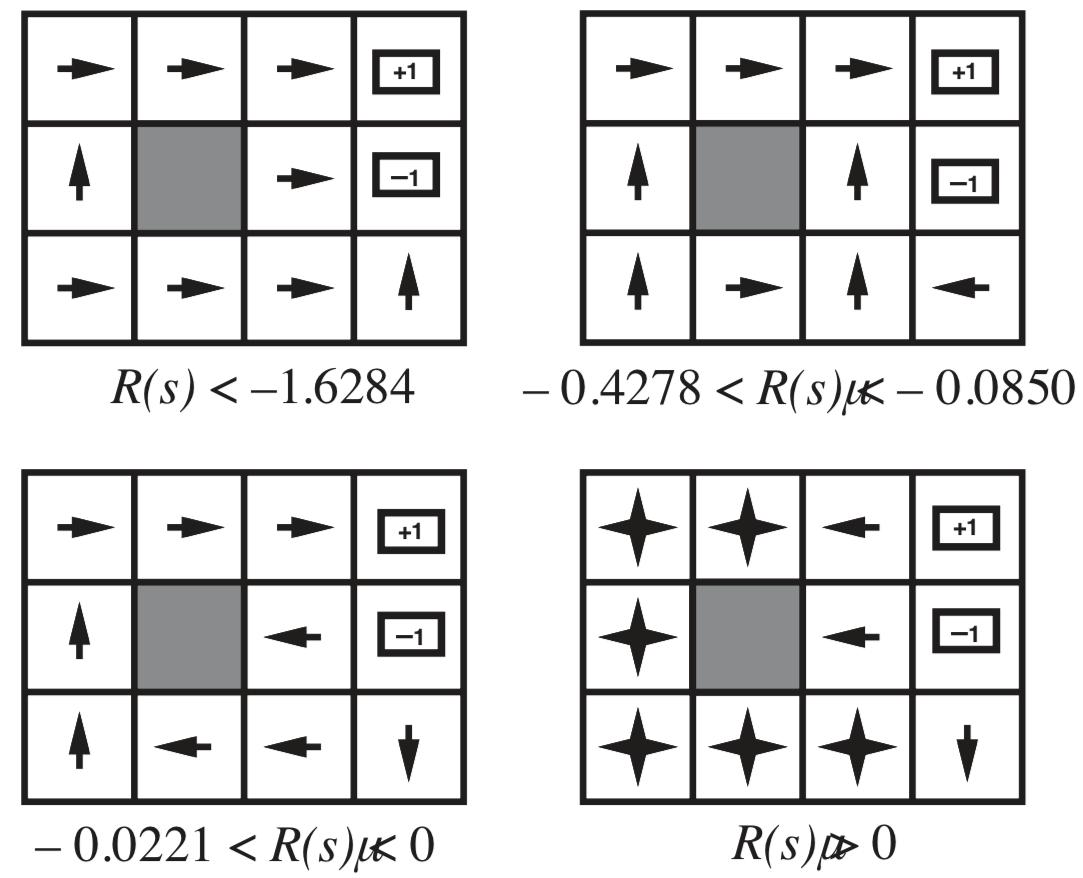 +1 +1
−1 −1
R(s) < −1.6284 − 0.4278 < R(s) < − 0.0850
+1 +1
−1 −1
− 0.0221 < R(s) < 0 R(s) > 0